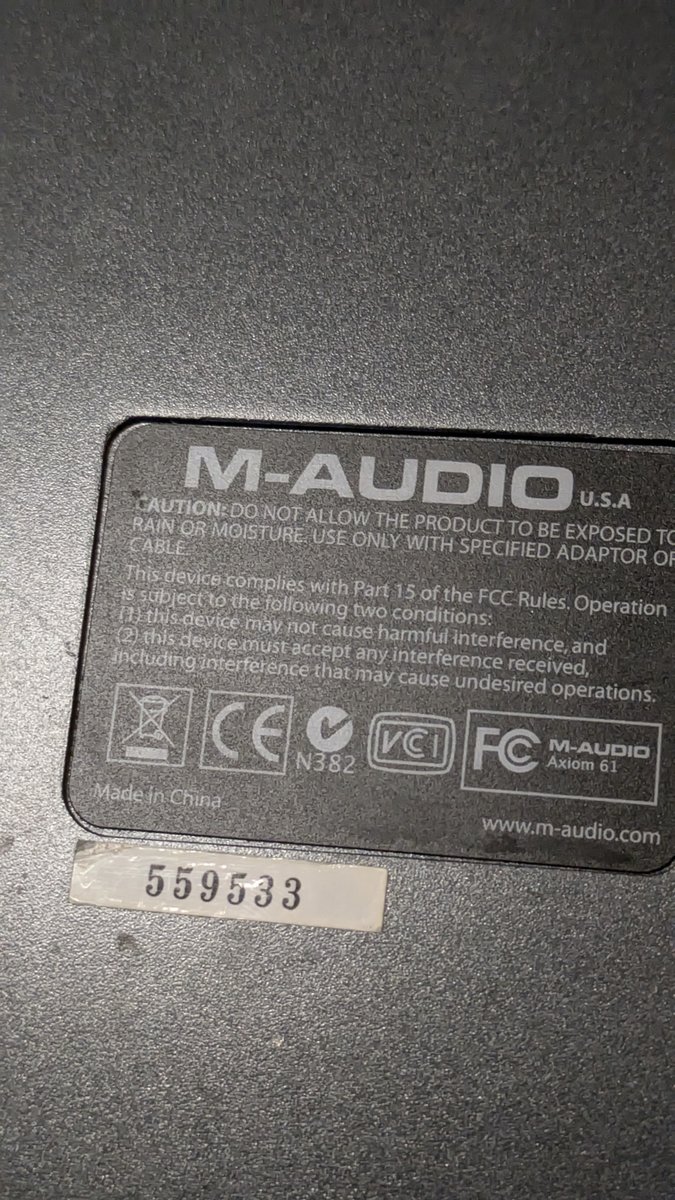 M-AUDIO U.S.A
CAUTION: DO NOT ALLOW THE PRODUCT TO BE EXPOSED TO
RAIN OR MOISTURE. USE ONLY WITH SPECIFIED ADAPTOR OR
CABLE.
This device complies with Part 15 of the FCC Rules. Operation
is subject to the following two conditions:
(1) this device may not cause harmful interference, and
(2) this device must accept any interference received,
including interference that may cause undesired operations.
CE N382 VCI FC M-AUDIO
Axiom 61
Made in China
www.m-audio.com
559533